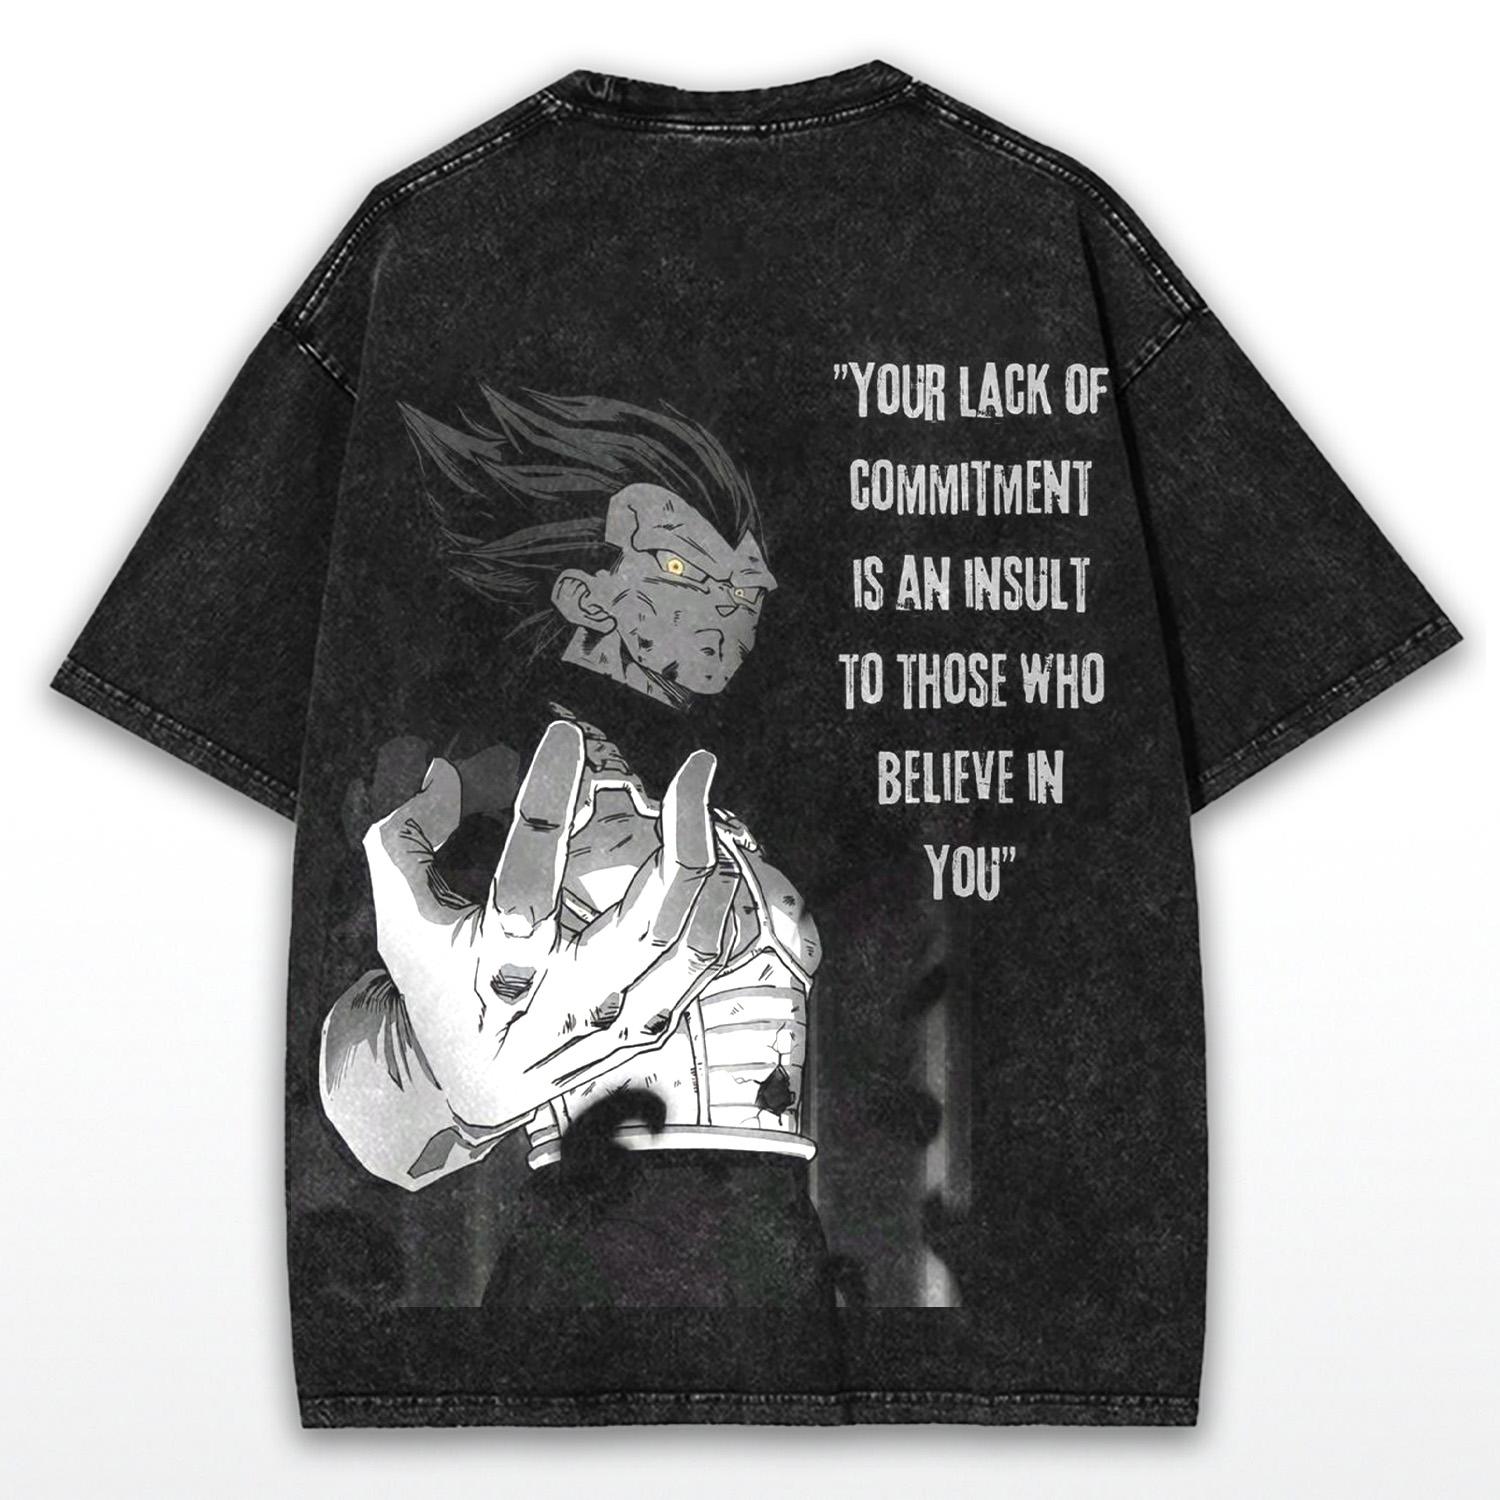 "YOUR LACK OF
COMMITMENT
IS AN INSULT
TO THOSE WHO
BELIEVE IN
YOU"